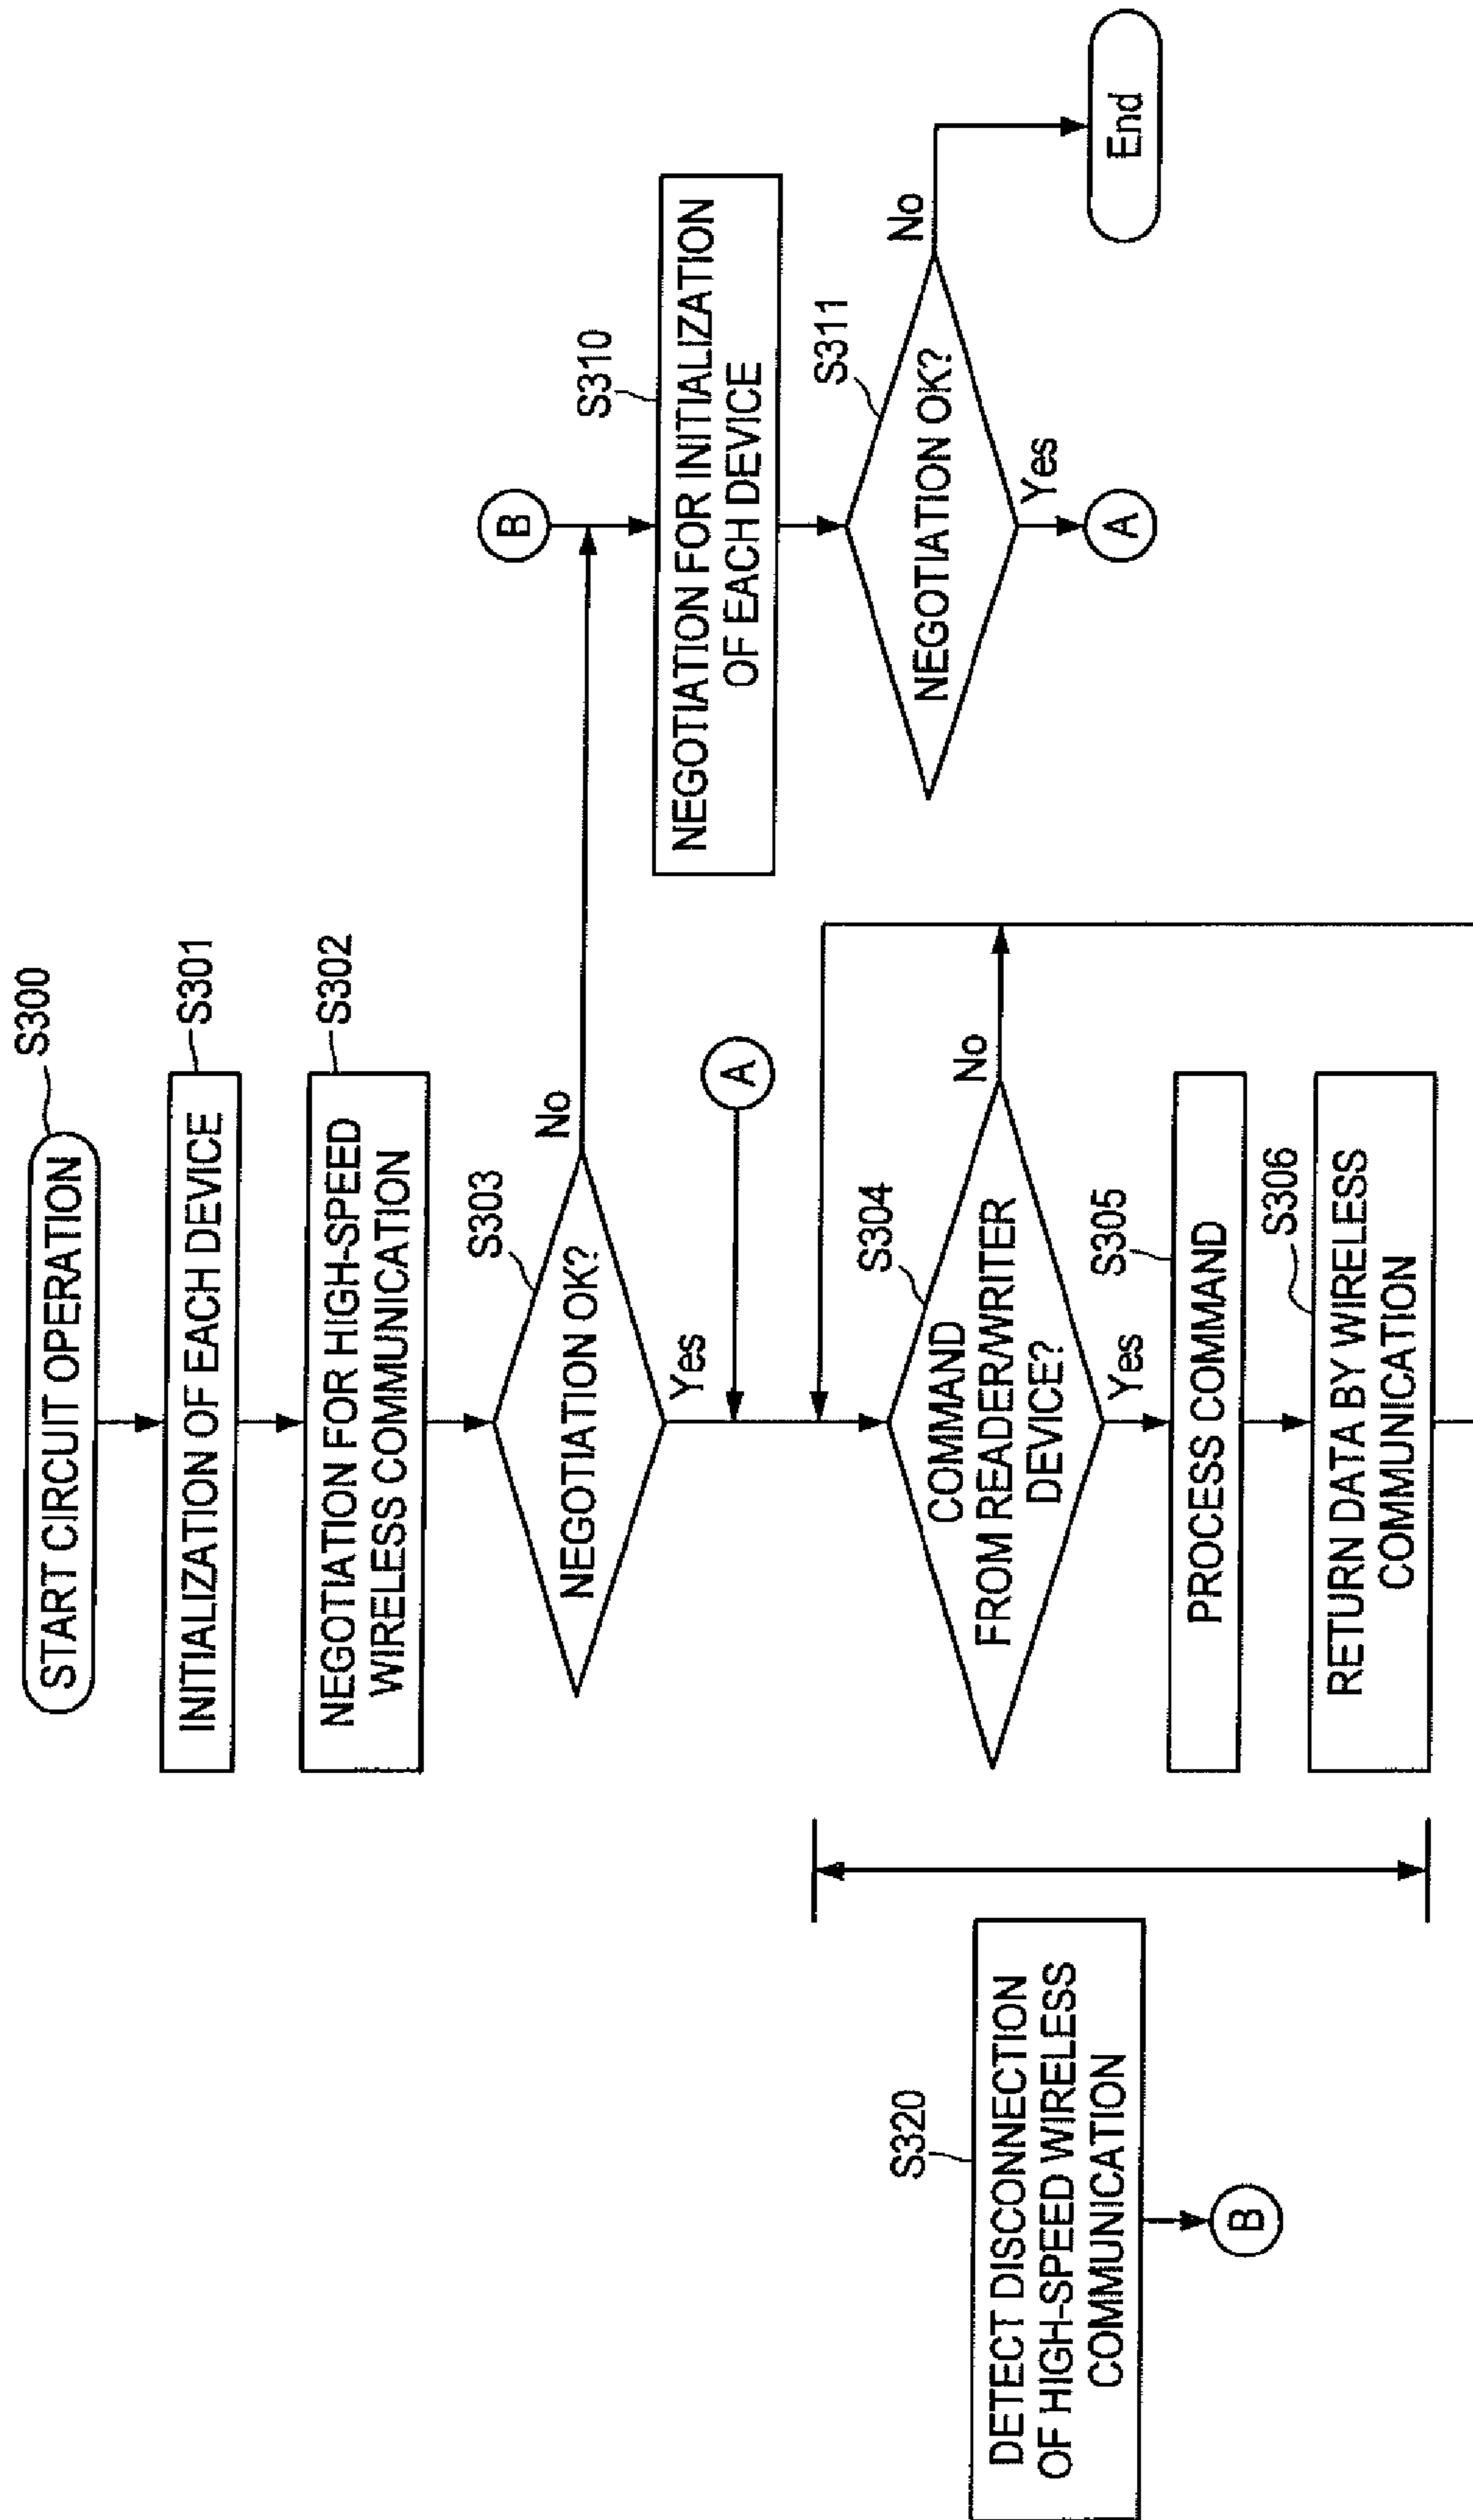 START CIRCUIT OPERATION
S300
INITIALIZATION OF EACH DEVICE
S301
NEGOTIATION FOR HIGH-SPEED
WIRELESS COMMUNICATION
S302
NEGOTIATION OK?
S303
No
Yes
A
COMMAND
FROM READER/WRITER
DEVICE?
S304
No
Yes
PROCESS COMMAND
S305
RETURN DATA BY WIRELESS
COMMUNICATION
S306
B
NEGOTIATION FOR INITIALIZATION
OF EACH DEVICE
S310
NEGOTIATION OK?
S311
No
Yes
A
End
DETECT DISCONNECTION
OF HIGH-SPEED WIRELESS
COMMUNICATION
S320
B